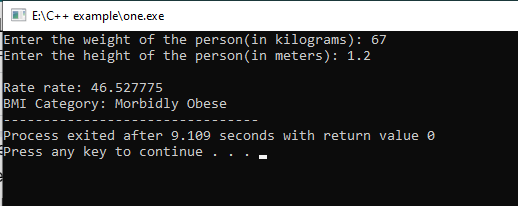 E:\C++ example\one.exe
Enter the weight of the person(in kilograms): 67
Enter the height of the person(in meters): 1.2
Rate rate: 46.527775
BMI Category: Morbidly Obese
--------------------------------
Process exited after 9.109 seconds with return value 0
Press any key to continue . . .